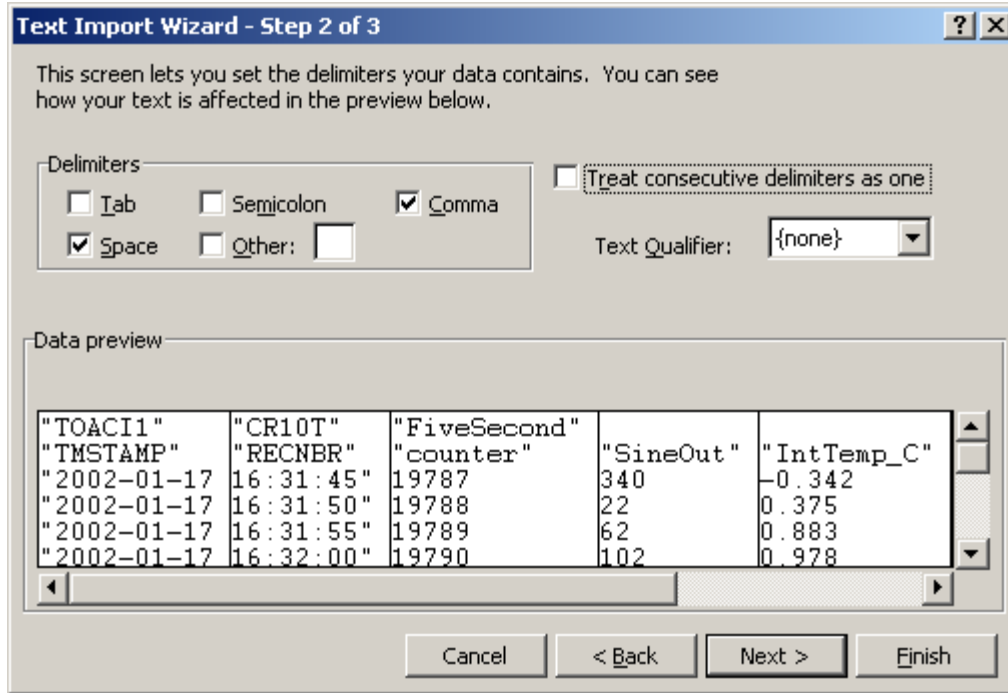 Text Import Wizard - Step 2 of 3
This screen lets you set the delimiters your data contains. You can see
how your text is affected in the preview below.
Delimiters
Tab Semicolon Comma
Space Other:
Treat consecutive delimiters as one
Text Qualifier: {none}
Data preview
"TOACI1" "CR10T" "FiveSecond"
"TMSTAMP" "RECNBR" "counter" "SineOut" "IntTemp_C"
"2002-01-17 16:31:45" 19787 340 -0.342
"2002-01-17 16:31:50" 19788 22 0.375
"2002-01-17 16:31:55" 19789 62 0.883
"2002-01-17 16:32:00" 19790 102 0.978
Cancel < Back Next > Finish